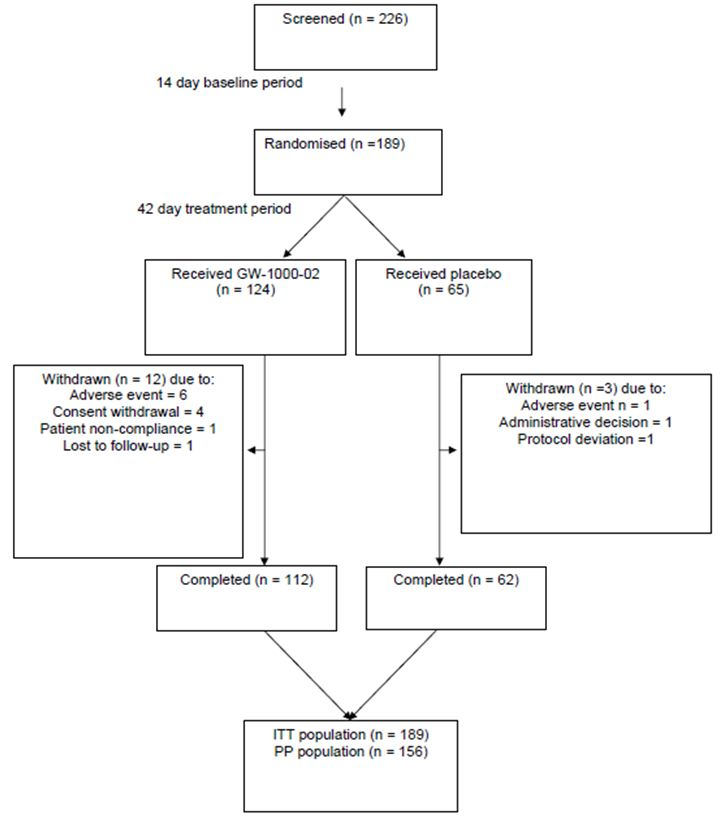 Screened (n = 226)
14 day baseline period
Randomised (n =189)
42 day treatment period
Received GW-1000-02
(n = 124)
Received placebo
(n = 65)
Withdrawn (n = 12) due to:
Adverse event = 6
Consent withdrawal = 4
Patient non-compliance = 1
Lost to follow-up = 1
Withdrawn (n =3) due to:
Adverse event n = 1
Administrative decision = 1
Protocol deviation =1
Completed (n = 112)
Completed (n = 62)
ITT population (n = 189)
PP population (n = 156)